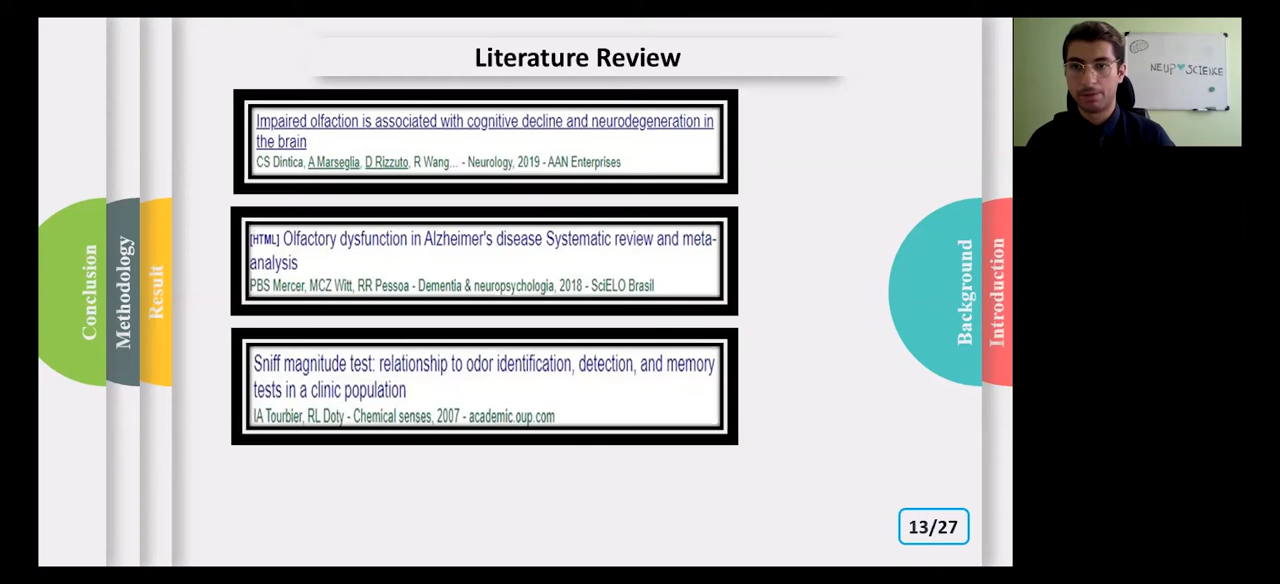 Literature Review
Impaired olfaction is associated with cognitive decline and neurodegeneration in
the brain
CS Dintica, A Marseglia, D Rizzuto, R Wang... - Neurology, 2019 - AAN Enterprises
[HTML] Olfactory dysfunction in Alzheimer's disease Systematic review and meta-
analysis
PBS Mercer, MCZ Witt, RR Pessoa - Dementia & neuropsychologia, 2018 - SciELO Brasil
Sniff magnitude test: relationship to odor identification, detection, and memory
tests in a clinic population
IA Tourbier, RL Doty - Chemical senses, 2007 - academic.oup.com
Conclusion
Methodology
Result
Background
Introduction
13/27
NEUR♥SCIENCE